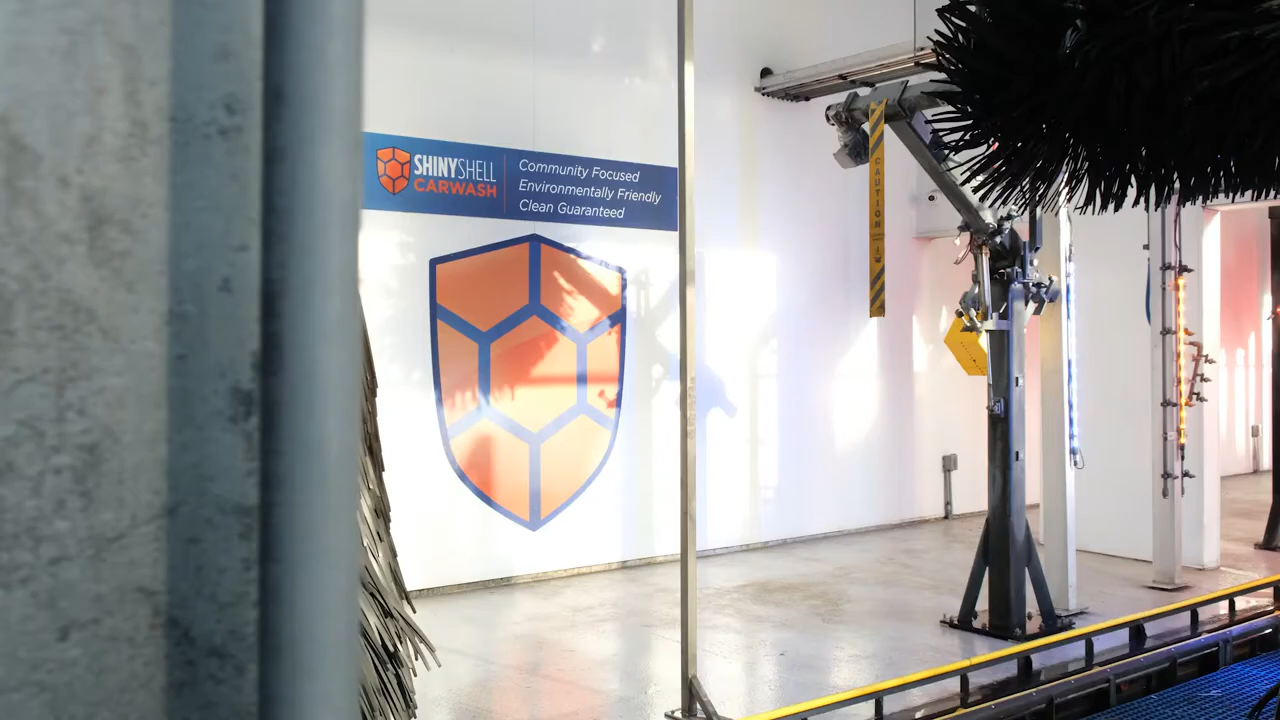 SHINYSHELL
CARWASH
Community Focused
Environmentally Friendly
Clean Guaranteed
CAUTION